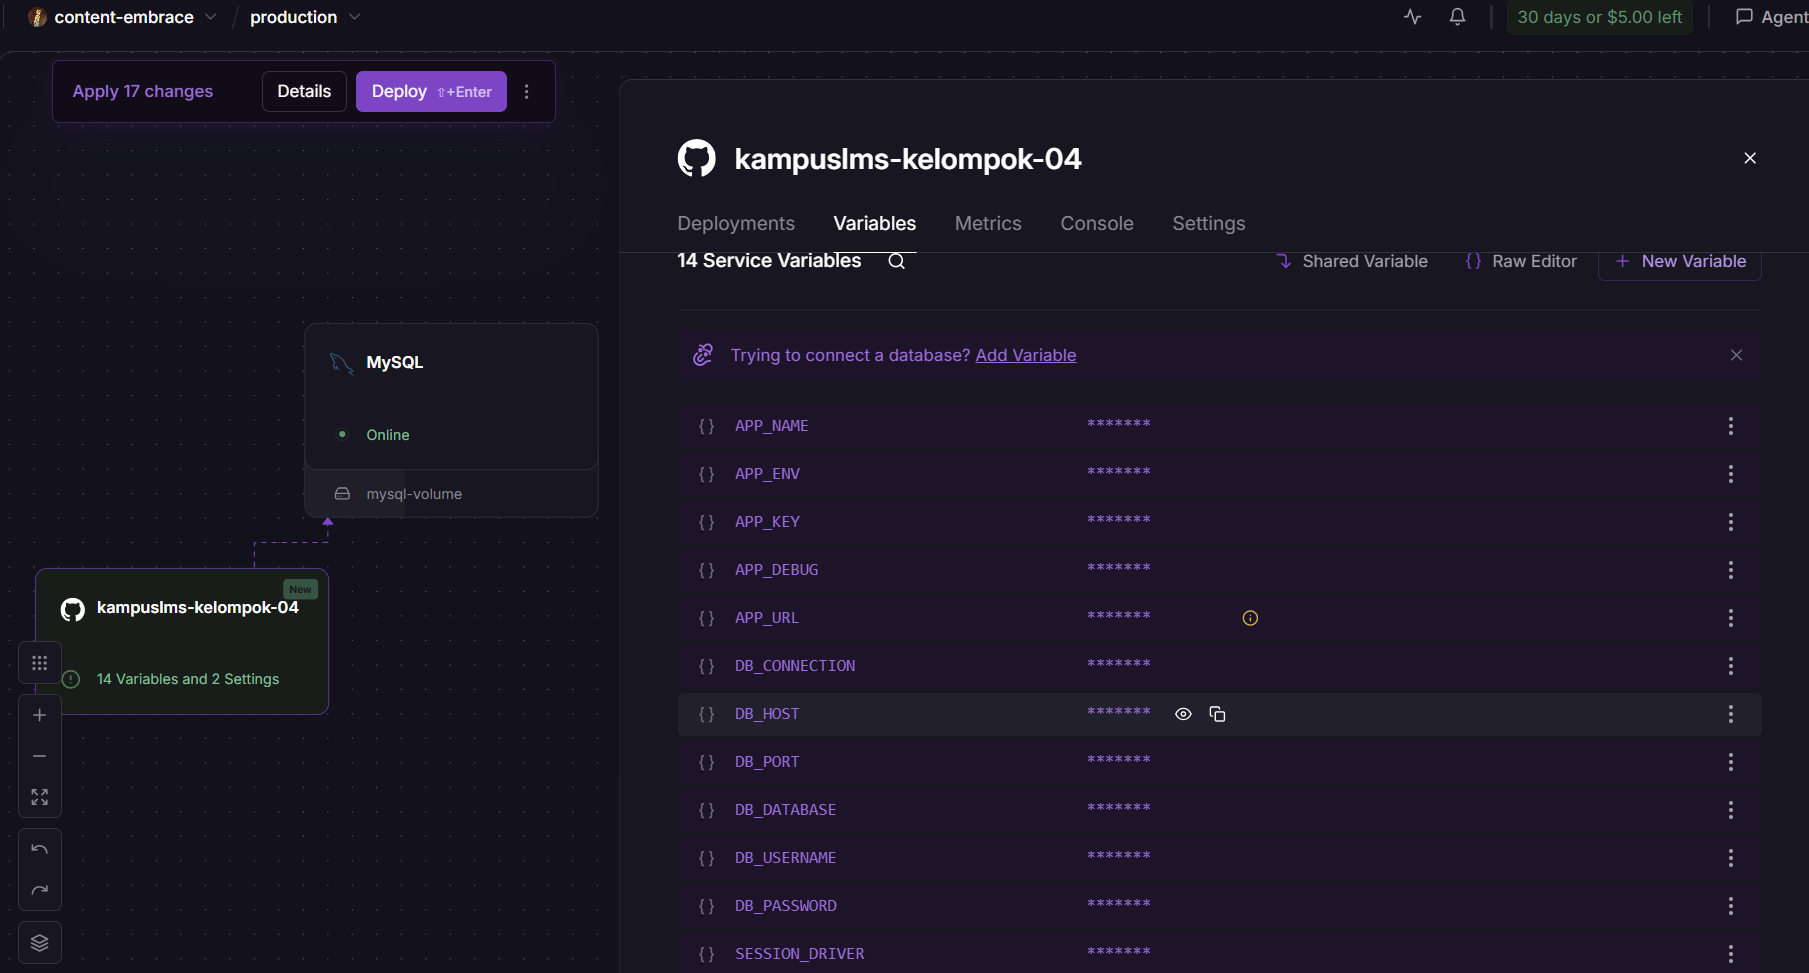 content-embrace
production
30 days or $5.00 left
Agent
Apply 17 changes
Details
Deploy ⇧+Enter
kampuslms-kelompok-04
Deployments Variables Metrics Console Settings
14 Service Variables
Shared Variable
{} Raw Editor
+ New Variable
Trying to connect a database? Add Variable
{} APP_NAME *******
{} APP_ENV *******
{} APP_KEY *******
{} APP_DEBUG *******
{} APP_URL *******
{} DB_CONNECTION *******
{} DB_HOST *******
{} DB_PORT *******
{} DB_DATABASE *******
{} DB_USERNAME *******
{} DB_PASSWORD *******
{} SESSION_DRIVER *******
MySQL
Online
mysql-volume
New
kampuslms-kelompok-04
14 Variables and 2 Settings